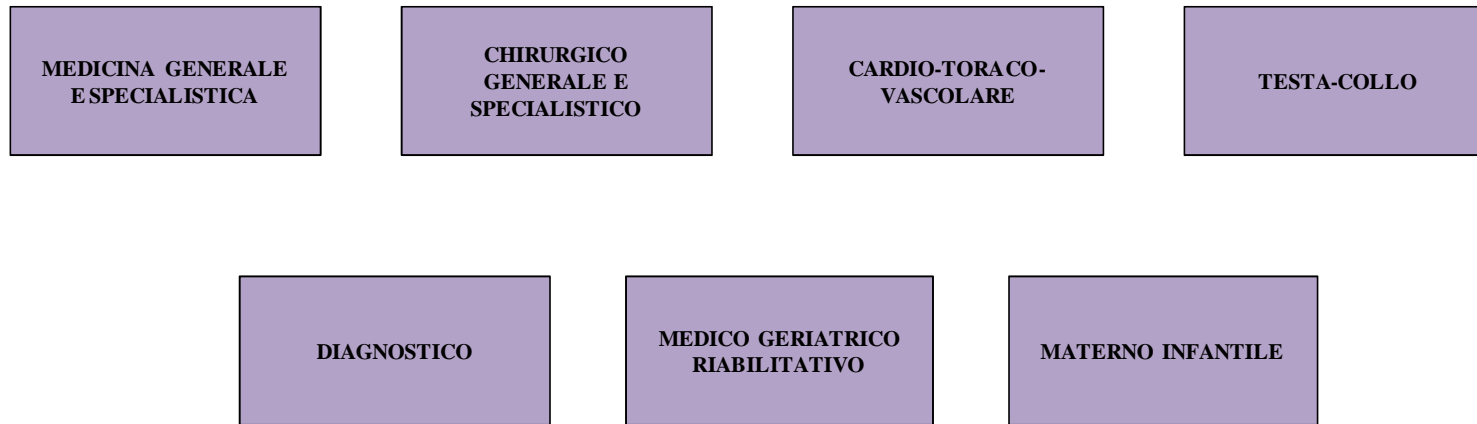 MEDICINA GENERALE
E SPECIALISTICA
CHIRURGICO
GENERALE E
SPECIALISTICO
CARDIO-TORACO-
VASCOLARE
TESTA-COLLO
DIAGNOSTICO
MEDICO GERIATRICO
RIABILITATIVO
MATERNO INFANTILE